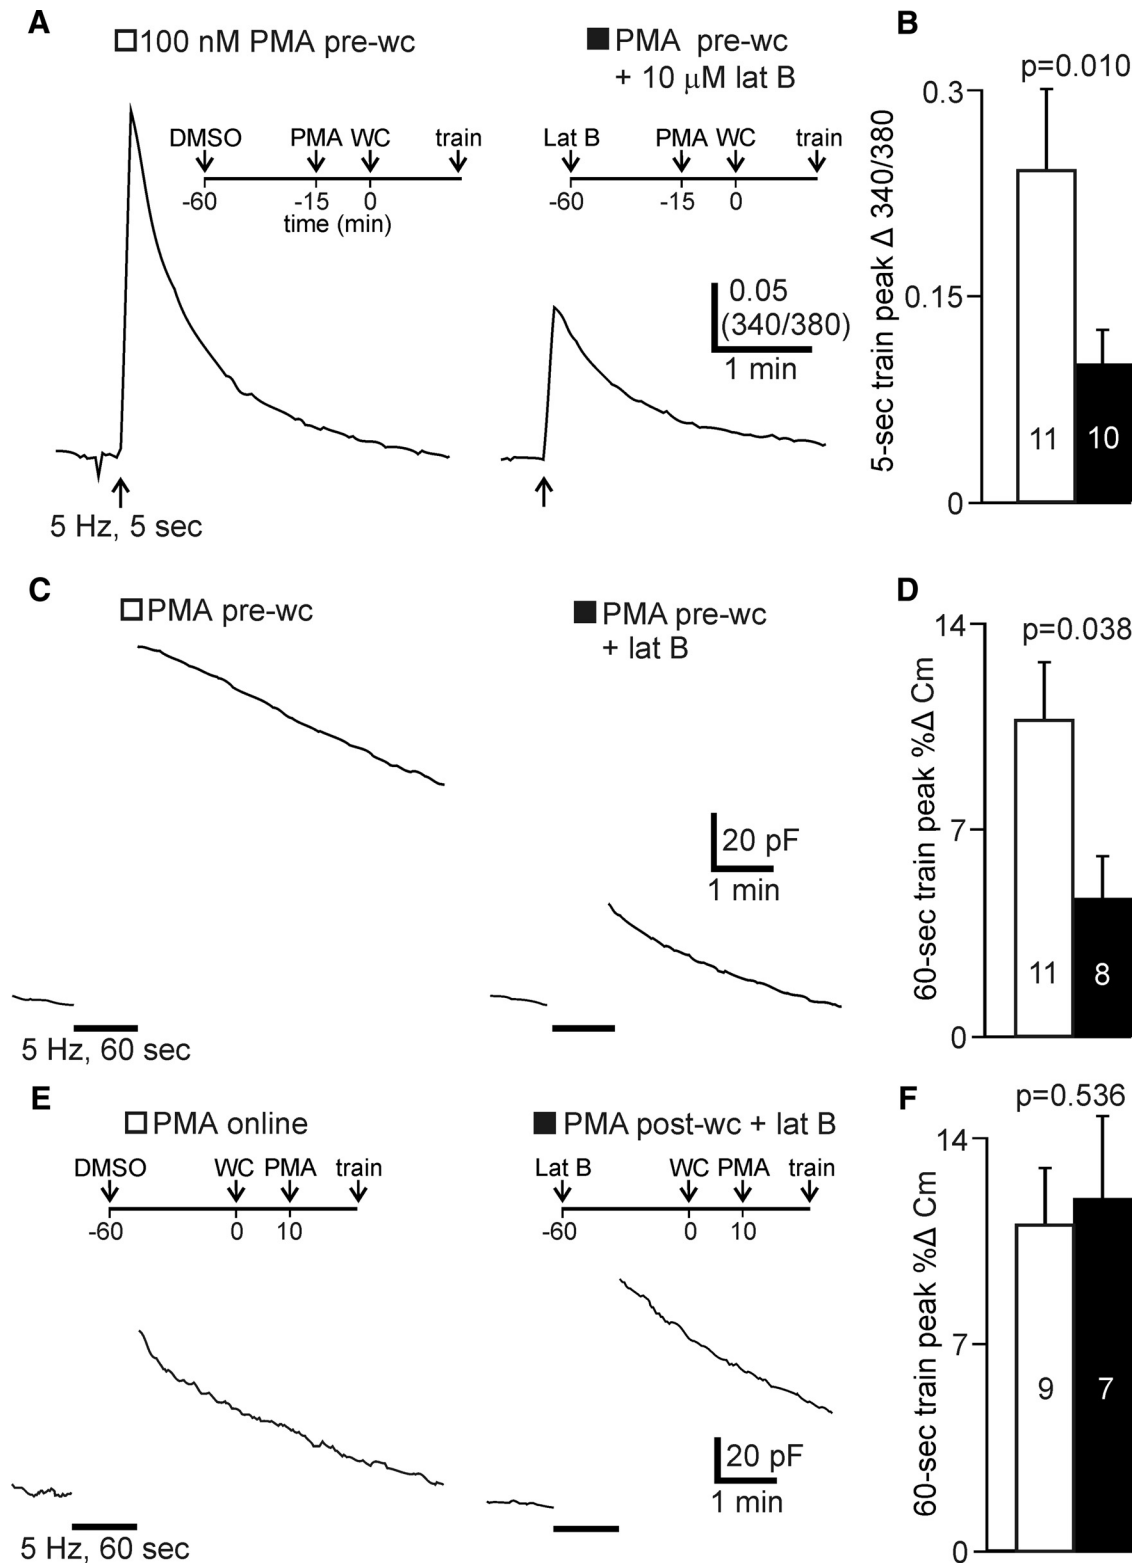 A
100 nM PMA pre-wc
PMA pre-wc
+ 10 μM lat B
DMSO PMA WC train
-60 -15 0
time (min)
Lat B PMA WC train
-60 -15 0
0.05
(340/380)
1 min
5 Hz, 5 sec
B
p=0.010
5-sec train peak Δ 340/380
0.3
0.15
0
11
10
C
PMA pre-wc
PMA pre-wc
+ lat B
20 pF
1 min
5 Hz, 60 sec
D
p=0.038
60-sec train peak %Δ Cm
14
7
0
11
8
E
PMA online
PMA post-wc + lat B
DMSO WC PMA train
-60 0 10
Lat B WC PMA train
-60 0 10
20 pF
1 min
5 Hz, 60 sec
F
p=0.536
60-sec train peak %Δ Cm
14
7
0
9
7